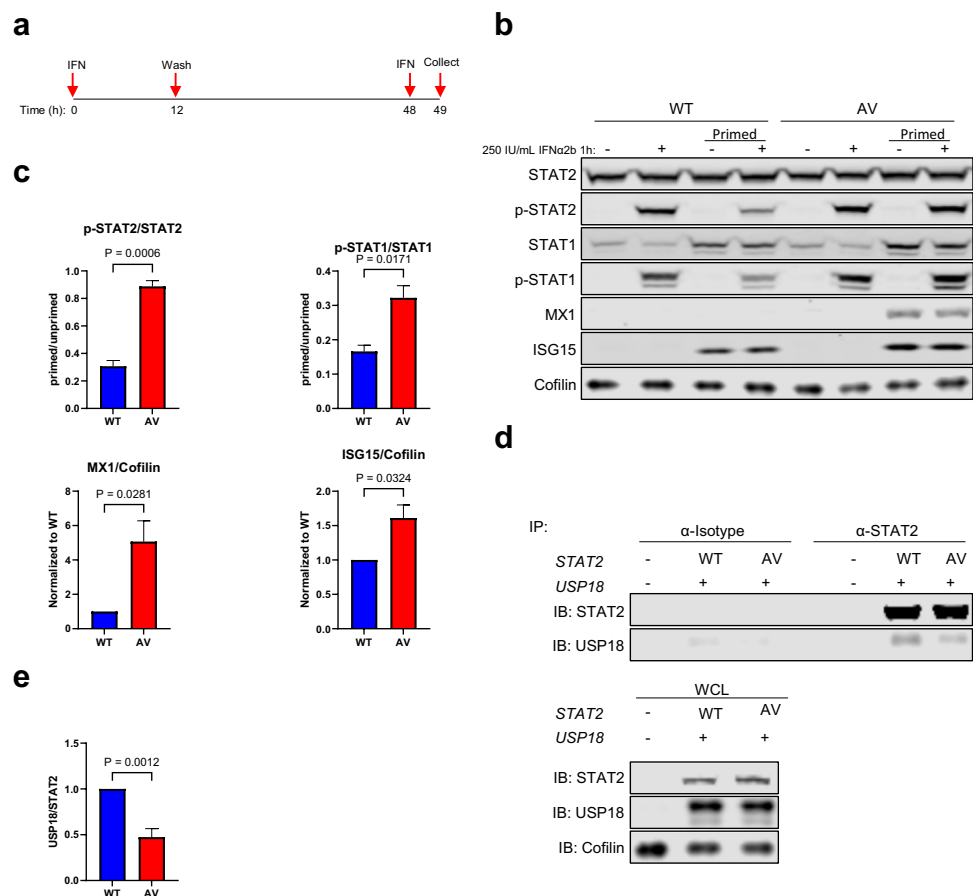 a
IFN Wash IFN Collect
Time (h): 0 12 48 49
b
WT AV
Primed Primed
250 IU/mL IFNα2b 1h: - + - + - + - +
STAT2
p-STAT2
STAT1
p-STAT1
MX1
ISG15
Cofilin
c
p-STAT2/STAT2
P = 0.0006
primed/unprimed
1.0
0.8
0.6
0.4
0.2
0.0
WT AV
p-STAT1/STAT1
P = 0.0171
primed/unprimed
0.4
0.3
0.2
0.1
0.0
WT AV
MX1/Cofilin
P = 0.0281
Normalized to WT
8
6
4
2
0
WT AV
ISG15/Cofilin
P = 0.0324
Normalized to WT
2.0
1.5
1.0
0.5
0.0
WT AV
d
IP:
α-Isotype α-STAT2
STAT2 - WT AV - WT AV
USP18 - + + - + +
IB: STAT2
IB: USP18
WCL
STAT2 - WT AV
USP18 - + +
IB: STAT2
IB: USP18
IB: Cofilin
e
P = 0.0012
USP18/STAT2
1.5
1.0
0.5
0.0
WT AV